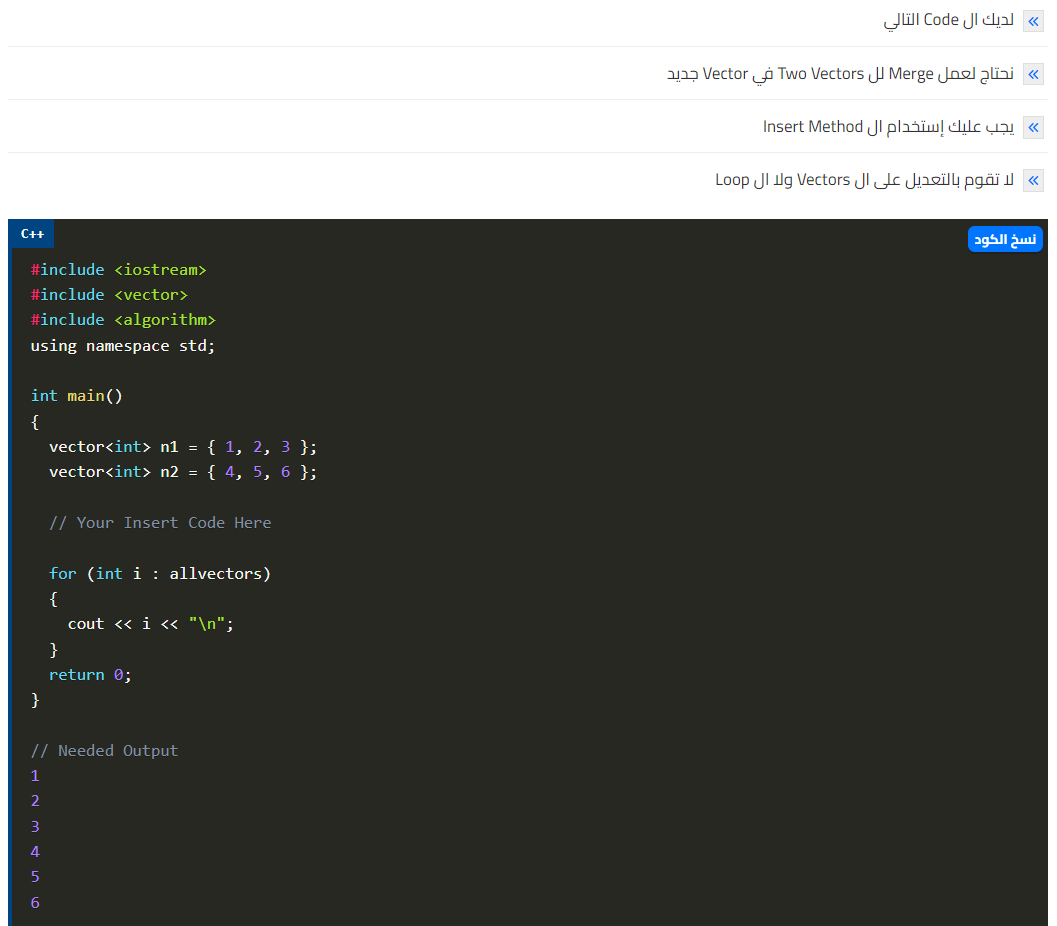 لديك ال Code التالي
نحتاج لعمل Merge لل Two Vectors في Vector جديد
يجب عليك إستخدام ال Insert Method
لا تقوم بالتعديل على ال Vectors ولا ال Loop
C++
نسخ الكود
#include <iostream>
#include <vector>
#include <algorithm>
using namespace std;
int main()
{
  vector<int> n1 = { 1, 2, 3 };
  vector<int> n2 = { 4, 5, 6 };
  // Your Insert Code Here
  for (int i : allvectors)
  {
    cout << i << "\n";
  }
  return 0;
}
// Needed Output
1
2
3
4
5
6